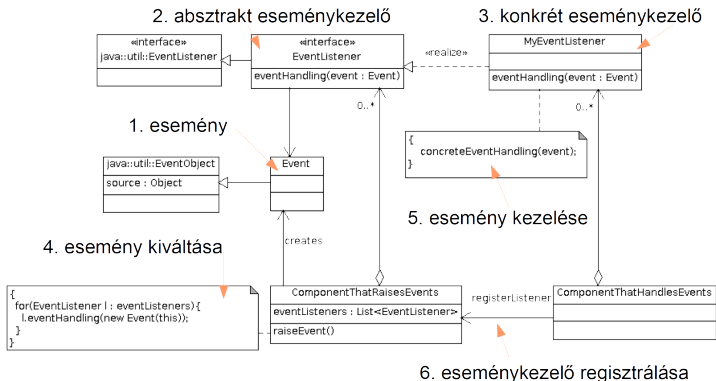 2. absztrakt eseménykezelő
3. konkrét eseménykezelő
«interface»
java::util::EventListener
«interface»
EventListener
eventHandling(event : Event)
«realize»
MyEventListener
eventHandling(event : Event)
0..*
0..*
1. esemény
{
concreteEventHandling(event);
}
java::util::EventObject
source : Object
Event
5. esemény kezelése
4. esemény kiváltása
creates
{
for(EventListener l : eventListeners){
l.eventHandling(new Event(this));
}
}
ComponentThatRaisesEvents
eventListeners : List<EventListener>
raiseEvent()
registerListener
ComponentThatHandlesEvents
6. eseménykezelő regisztrálása